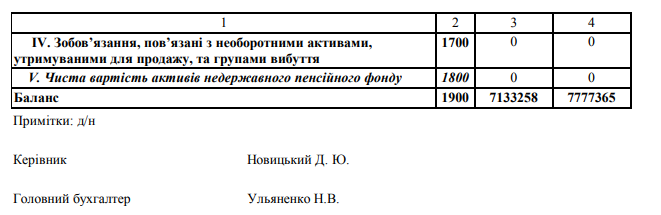 1 2 3 4
IV. Зобов’язання, пов’язані з необоротними активами, 1700 0 0
утримуваними для продажу, та групами вибуття
V. Чиста вартість активів недержавного пенсійного фонду 1800 0 0
Баланс 1900 7133258 7777365
Примітки: д/н
Керівник Новицький Д. Ю.
Головний бухгалтер Ульяненко Н.В.